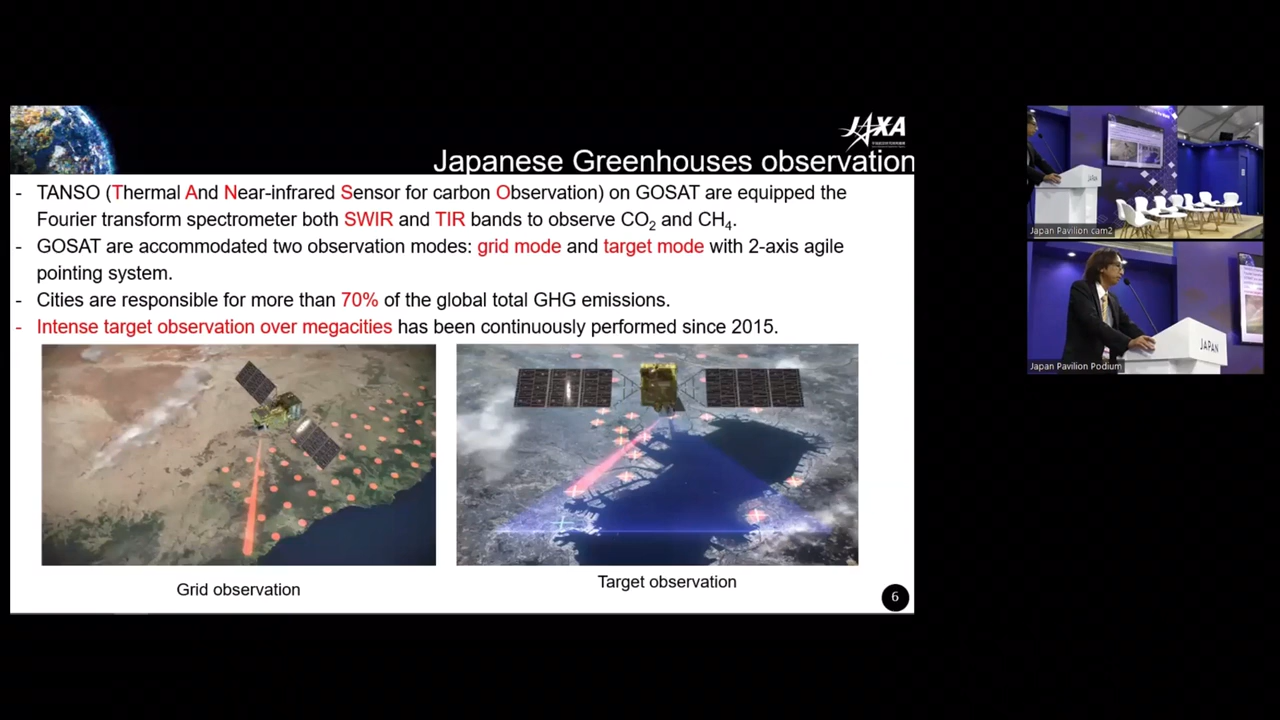 JAXA
Japanese Greenhouses observation
- TANSO (Thermal And Near-infrared Sensor for carbon Observation) on GOSAT are equipped the
Fourier transform spectrometer both SWIR and TIR bands to observe CO₂ and CH₄.
- GOSAT are accommodated two observation modes: grid mode and target mode with 2-axis agile
pointing system.
- Cities are responsible for more than 70% of the global total GHG emissions.
- Intense target observation over megacities has been continuously performed since 2015.
Grid observation
Target observation
6
Japan Pavilion cam2
JAPAN
Japan Pavilion Podium